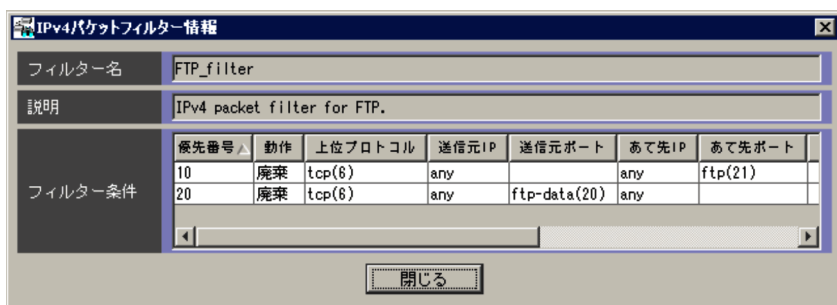 IPv4パケットフィルター情報
フィルター名 FTP_filter
説明 IPv4 packet filter for FTP.
フィルター条件
優先番号 動作 上位プロトコル 送信元IP 送信元ポート あて先IP あて先ポート
10 廃棄 tcp(6) any any ftp(21)
20 廃棄 tcp(6) any ftp-data(20) any
閉じる